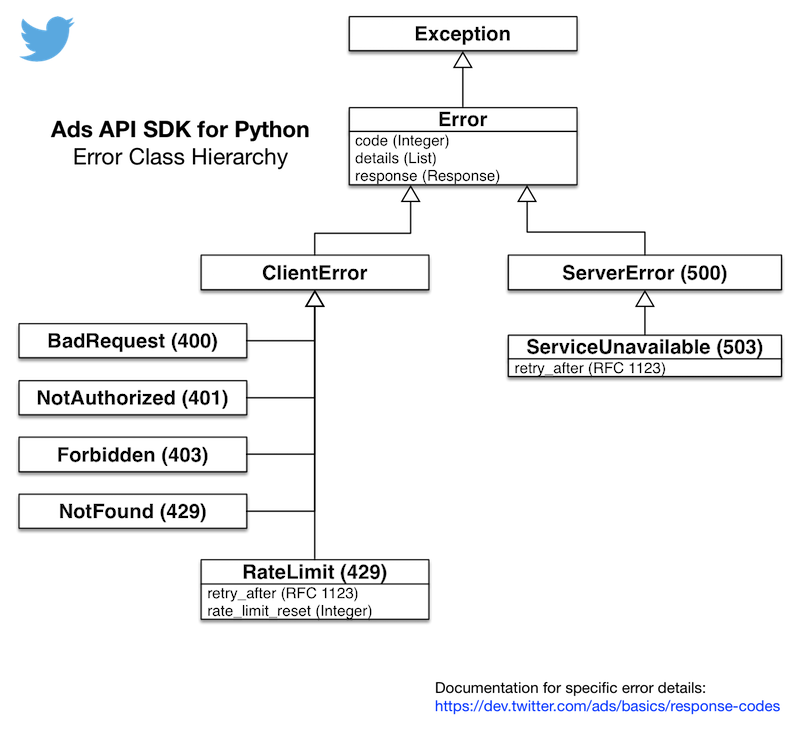 Exception
Ads API SDK for Python
Error Class Hierarchy
Error
code (Integer)
details (List)
response (Response)
ClientError
ServerError (500)
BadRequest (400)
ServiceUnavailable (503)
retry_after (RFC 1123)
NotAuthorized (401)
Forbidden (403)
NotFound (429)
RateLimit (429)
retry_after (RFC 1123)
rate_limit_reset (Integer)
Documentation for specific error details:
https://dev.twitter.com/ads/basics/response-codes